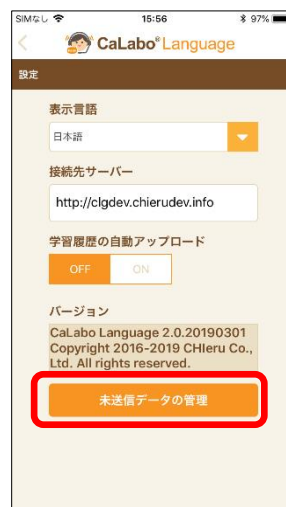 SIMなし 15:56 97%
CaLabo® Language
設定
表示言語
日本語
接続先サーバー
http://clgdev.chierudev.info
学習履歴の自動アップロード
OFF ON
バージョン
CaLabo Language 2.0.20190301
Copyright 2016-2019 CHIeru Co.,
Ltd. All rights reserved.
未送信データの管理